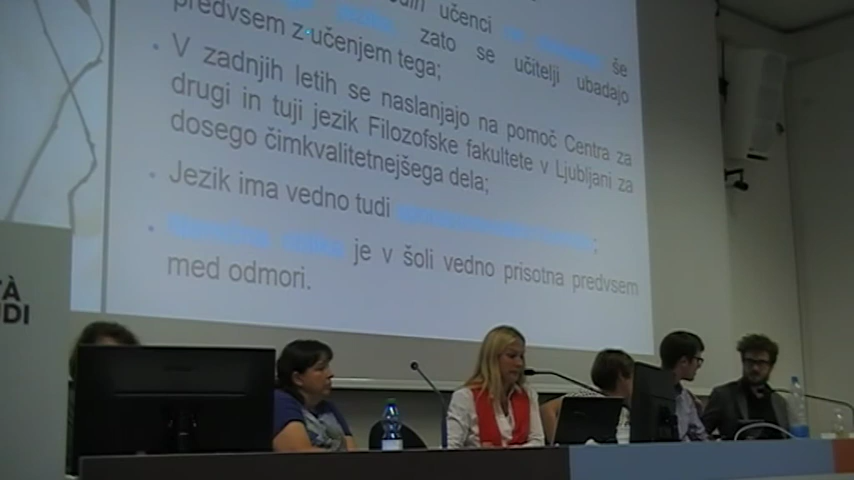 učenci še
zato se učitelji ubadajo
predvsem z učenjem tega;
• V zadnjih letih se naslanjajo na pomoč Centra za
drugi in tuji jezik Filozofske fakultete v Ljubljani za
dosego čimkvalitetnejšega dela;
• Jezik ima vedno tudi ;
• je v šoli vedno prisotna predvsem
med odmori.
TÀ
UDI